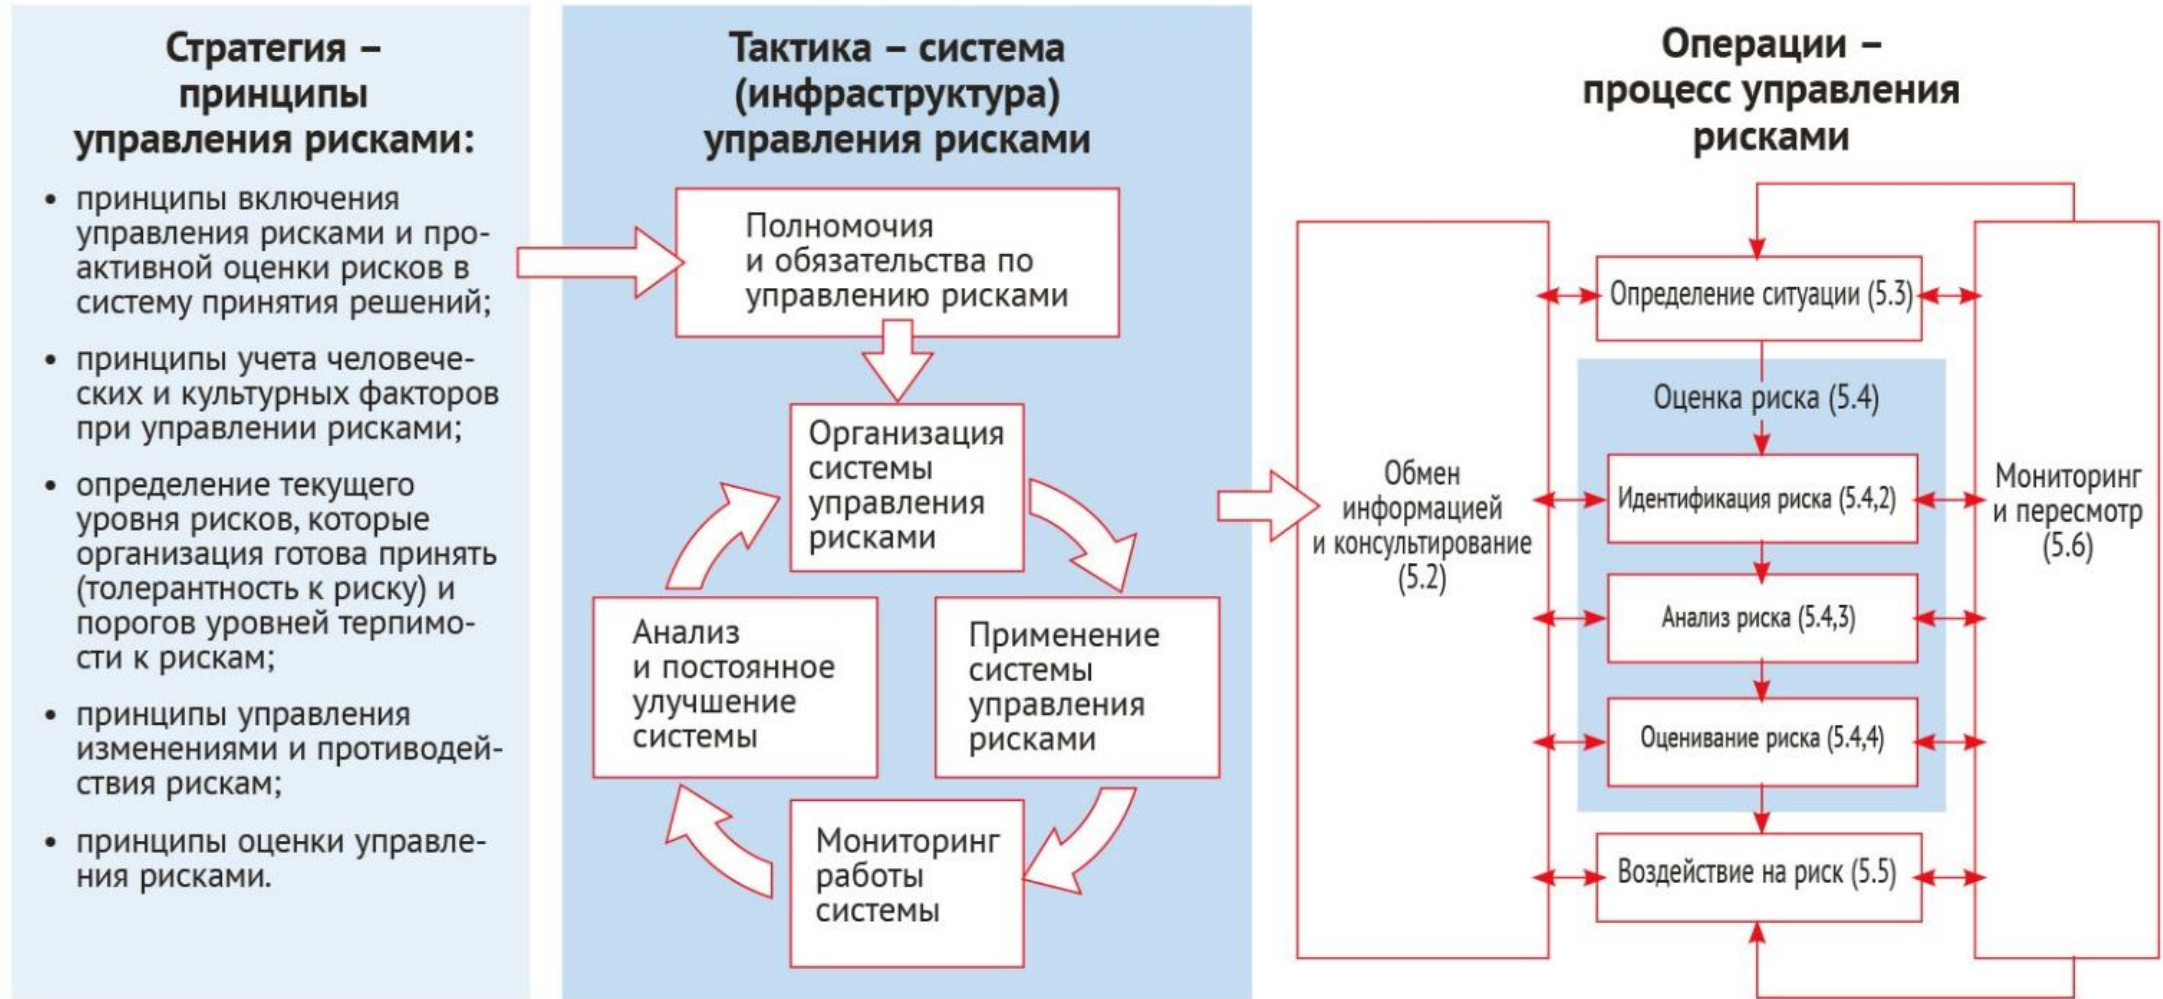 Стратегия –
принципы
управления рисками:
• принципы включения
управления рисками и про-
активной оценки рисков в
систему принятия решений;
• принципы учета человече-
ских и культурных факторов
при управлении рисками;
• определение текущего
уровня рисков, которые
организация готова принять
(толерантность к риску) и
порогов уровней терпимо-
сти к рискам;
• принципы управления
изменениями и противодей-
ствия рискам;
• принципы оценки управле-
ния рисками.
Тактика – система
(инфраструктура)
управления рисками
Полномочия
и обязательства по
управлению рисками
Организация
системы
управления
рисками
Анализ
и постоянное
улучшение
системы
Применение
системы
управления
рисками
Мониторинг
работы
системы
Операции –
процесс управления
рисками
Обмен
информацией
и консультирование
(5.2)
Определение ситуации (5.3)
Оценка риска (5.4)
Идентификация риска (5.4,2)
Анализ риска (5.4,3)
Оценивание риска (5.4,4)
Воздействие на риск (5.5)
Мониторинг
и пересмотр
(5.6)